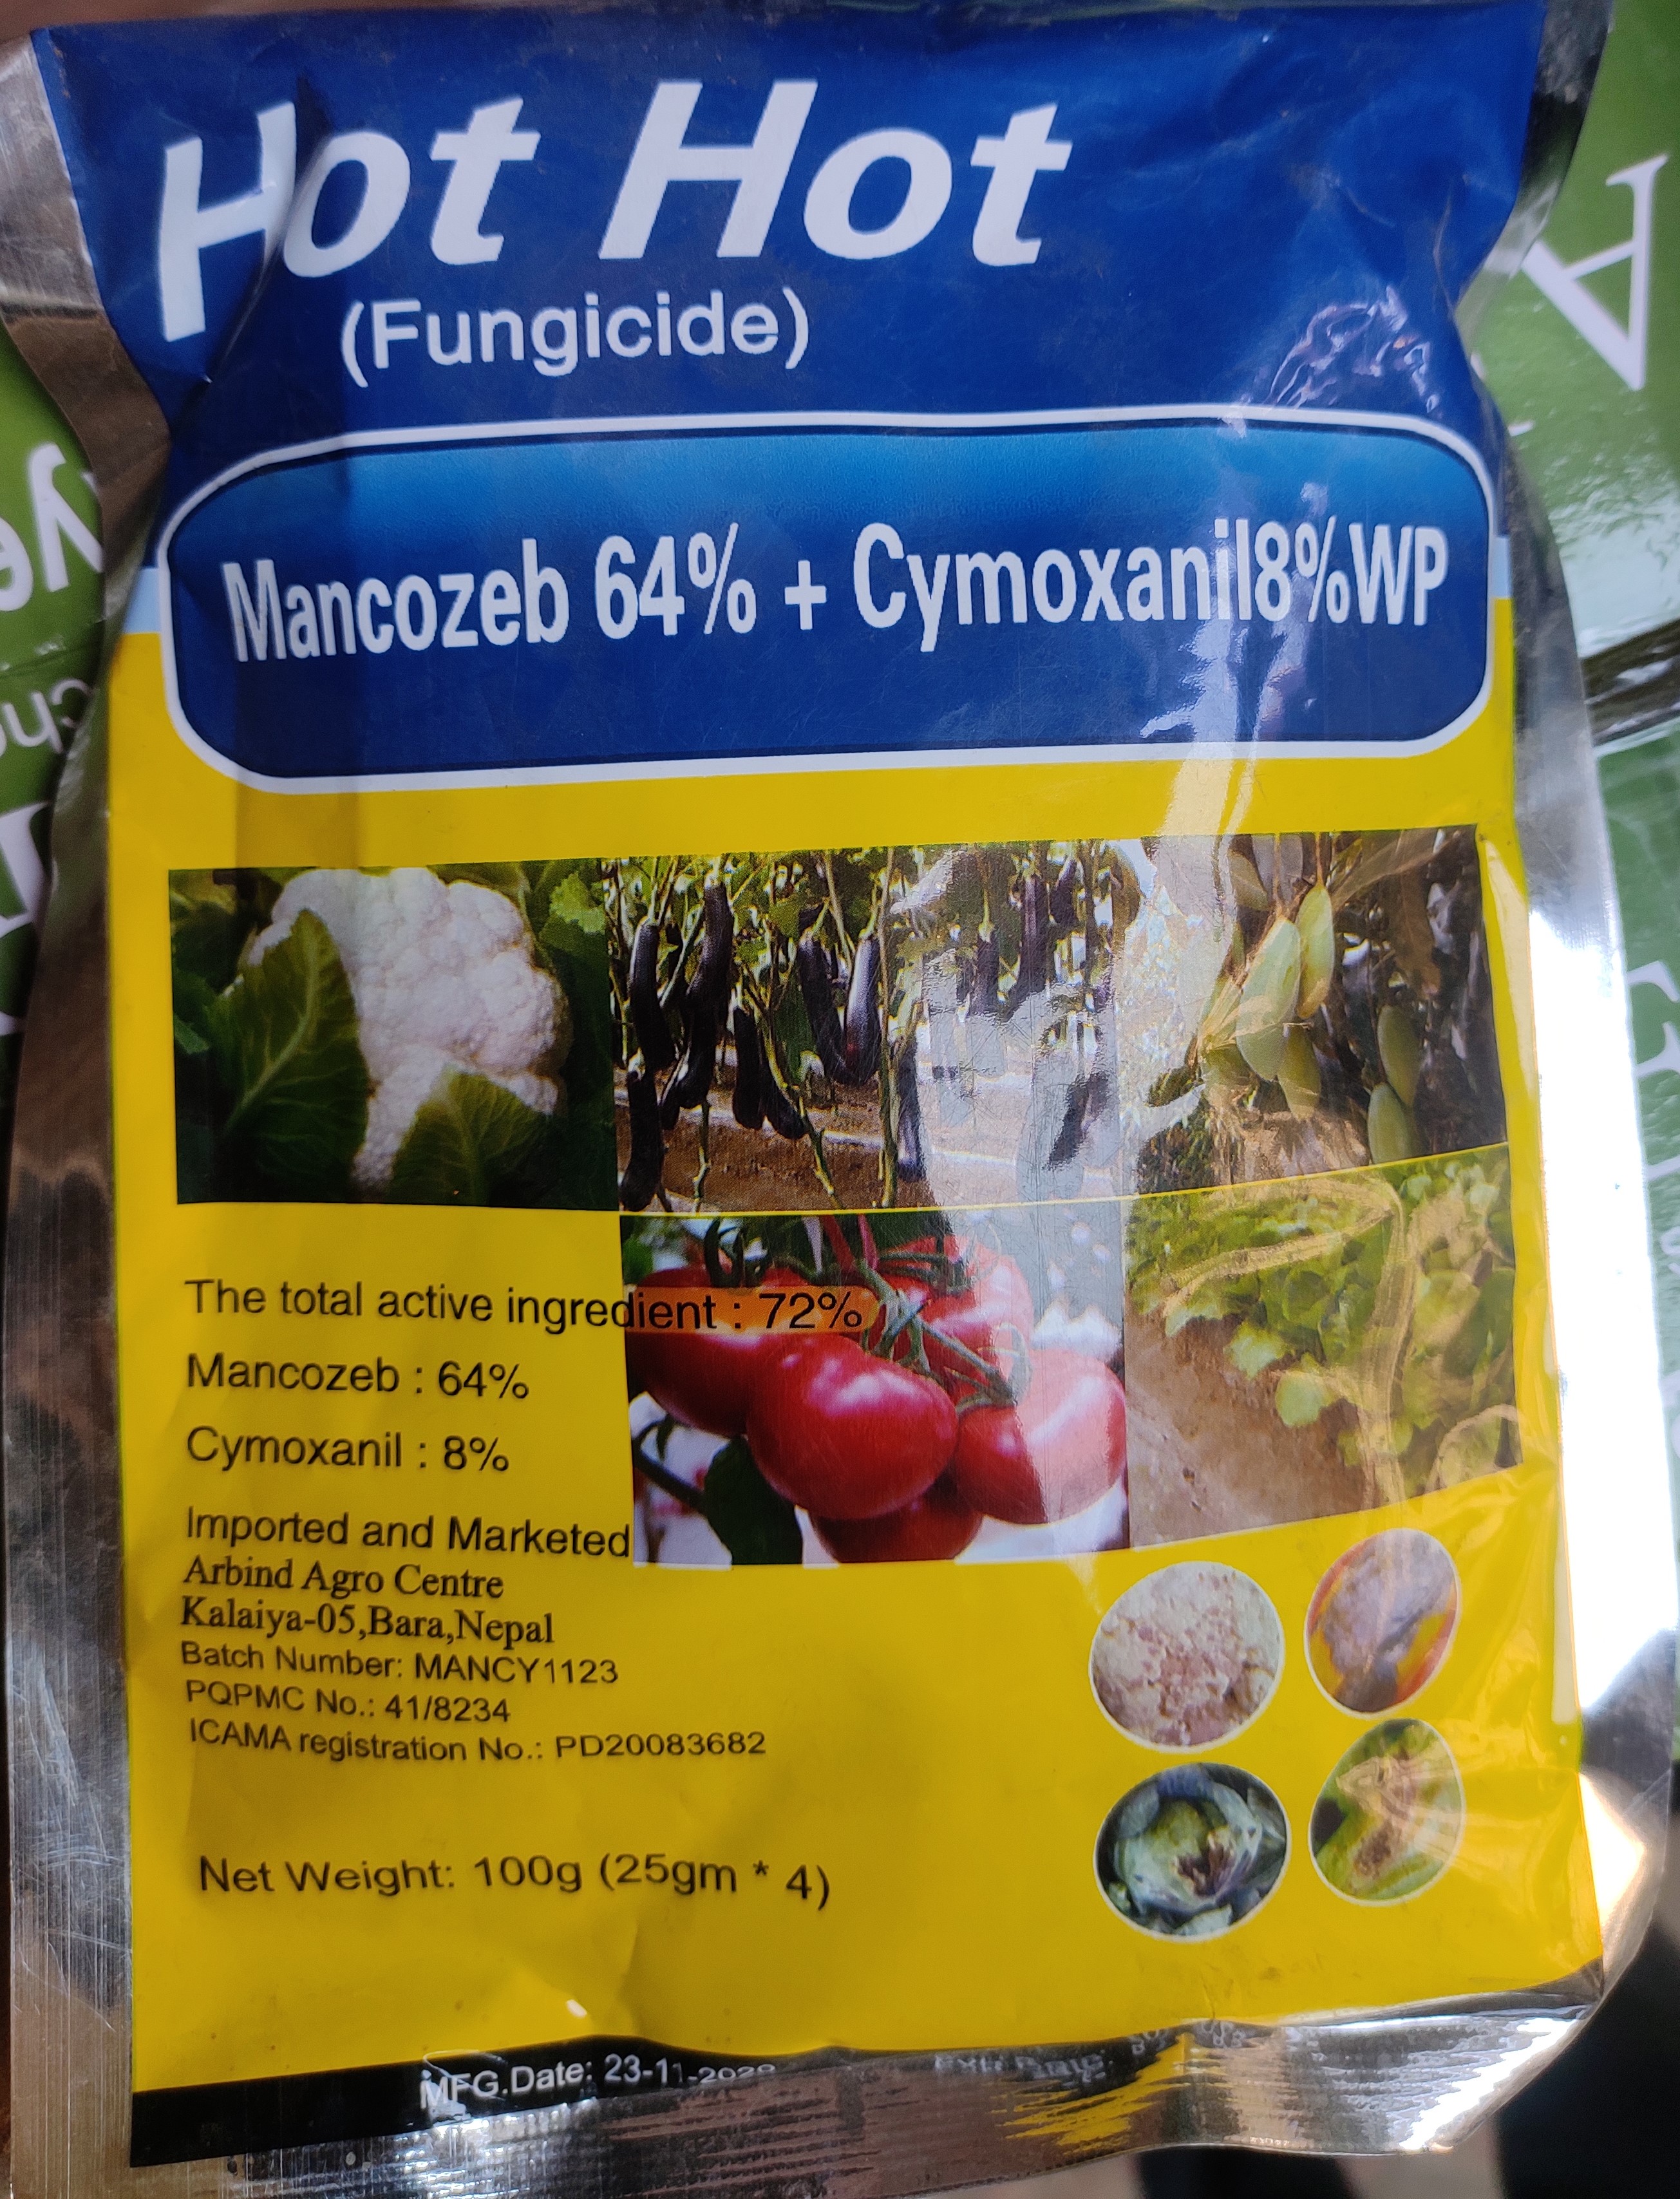 Hot Hot
(Fungicide)
Mancozeb 64% + Cymoxanil8%WP
The total active ingredient : 72%
Mancozeb : 64%
Cymoxanil : 8%
Imported and Marketed
Arbind Agro Centre
Kalaiya-05,Bara,Nepal
Batch Number: MANCY1123
PQPMC No.: 41/8234
ICAMA registration No.: PD20083682
Net Weight: 100g (25gm * 4)
MFG.Date: 23-11-